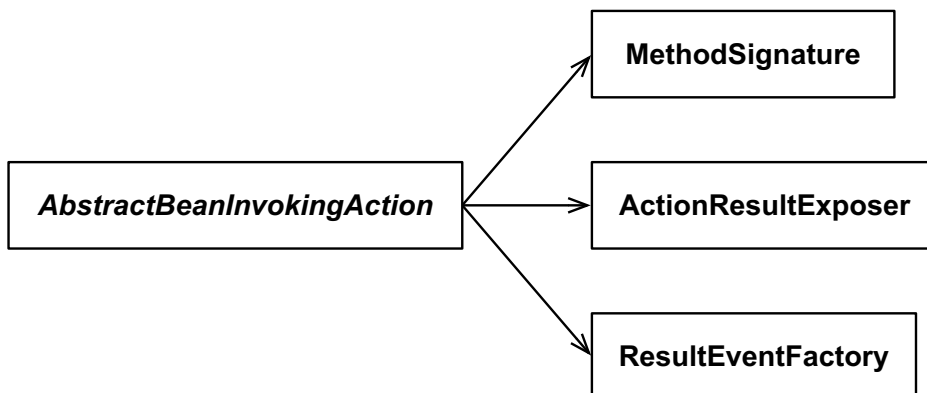 MethodSignature
AbstractBeanInvokingAction
ActionResultExposer
ResultEventFactory